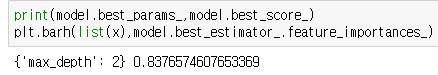 print(model.best_params_,model.best_score_)
plt.barh(list(x),model.best_estimator_.feature_importances_)
{'max_depth': 2} 0.8376574607653369